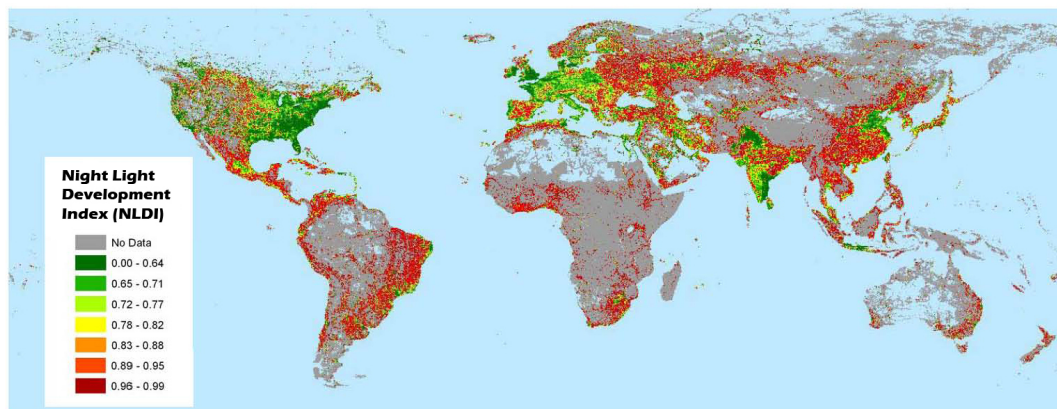 Night Light
Development
Index (NLDI)
No Data
0.00 - 0.64
0.65 - 0.71
0.72 - 0.77
0.78 - 0.82
0.83 - 0.88
0.89 - 0.95
0.96 - 0.99